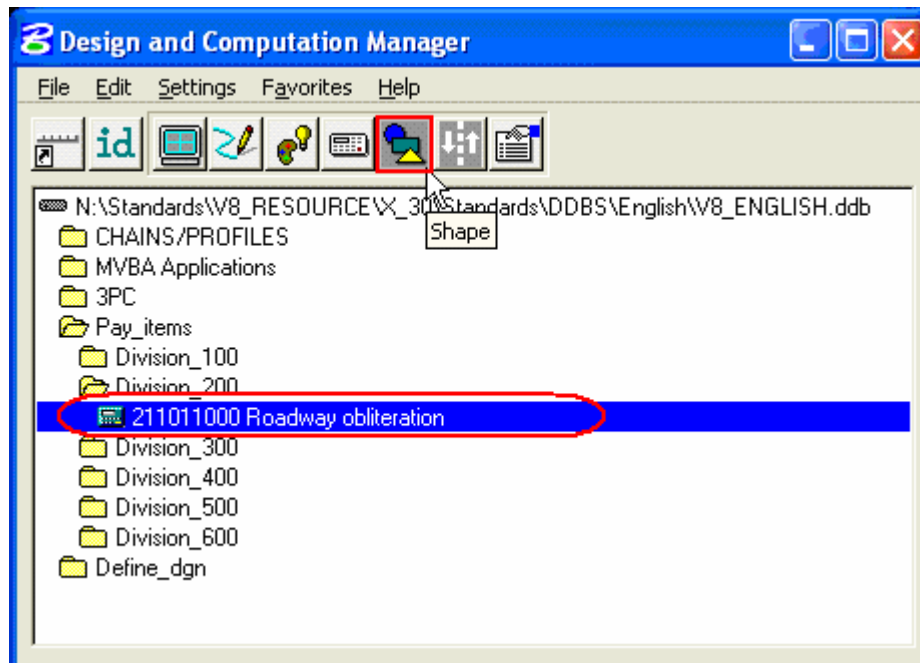 Design and Computation Manager
File Edit Settings Favorites Help
id
N:\Standards\V8_RESOURCE\X_30\Standards\DDBS\English\V8_ENGLISH.ddb
Shape
CHAINS/PROFILES
MVBA Applications
3PC
Pay_items
Division_100
Division_200
211011000 Roadway obliteration
Division_300
Division_400
Division_500
Division_600
Define_dgn